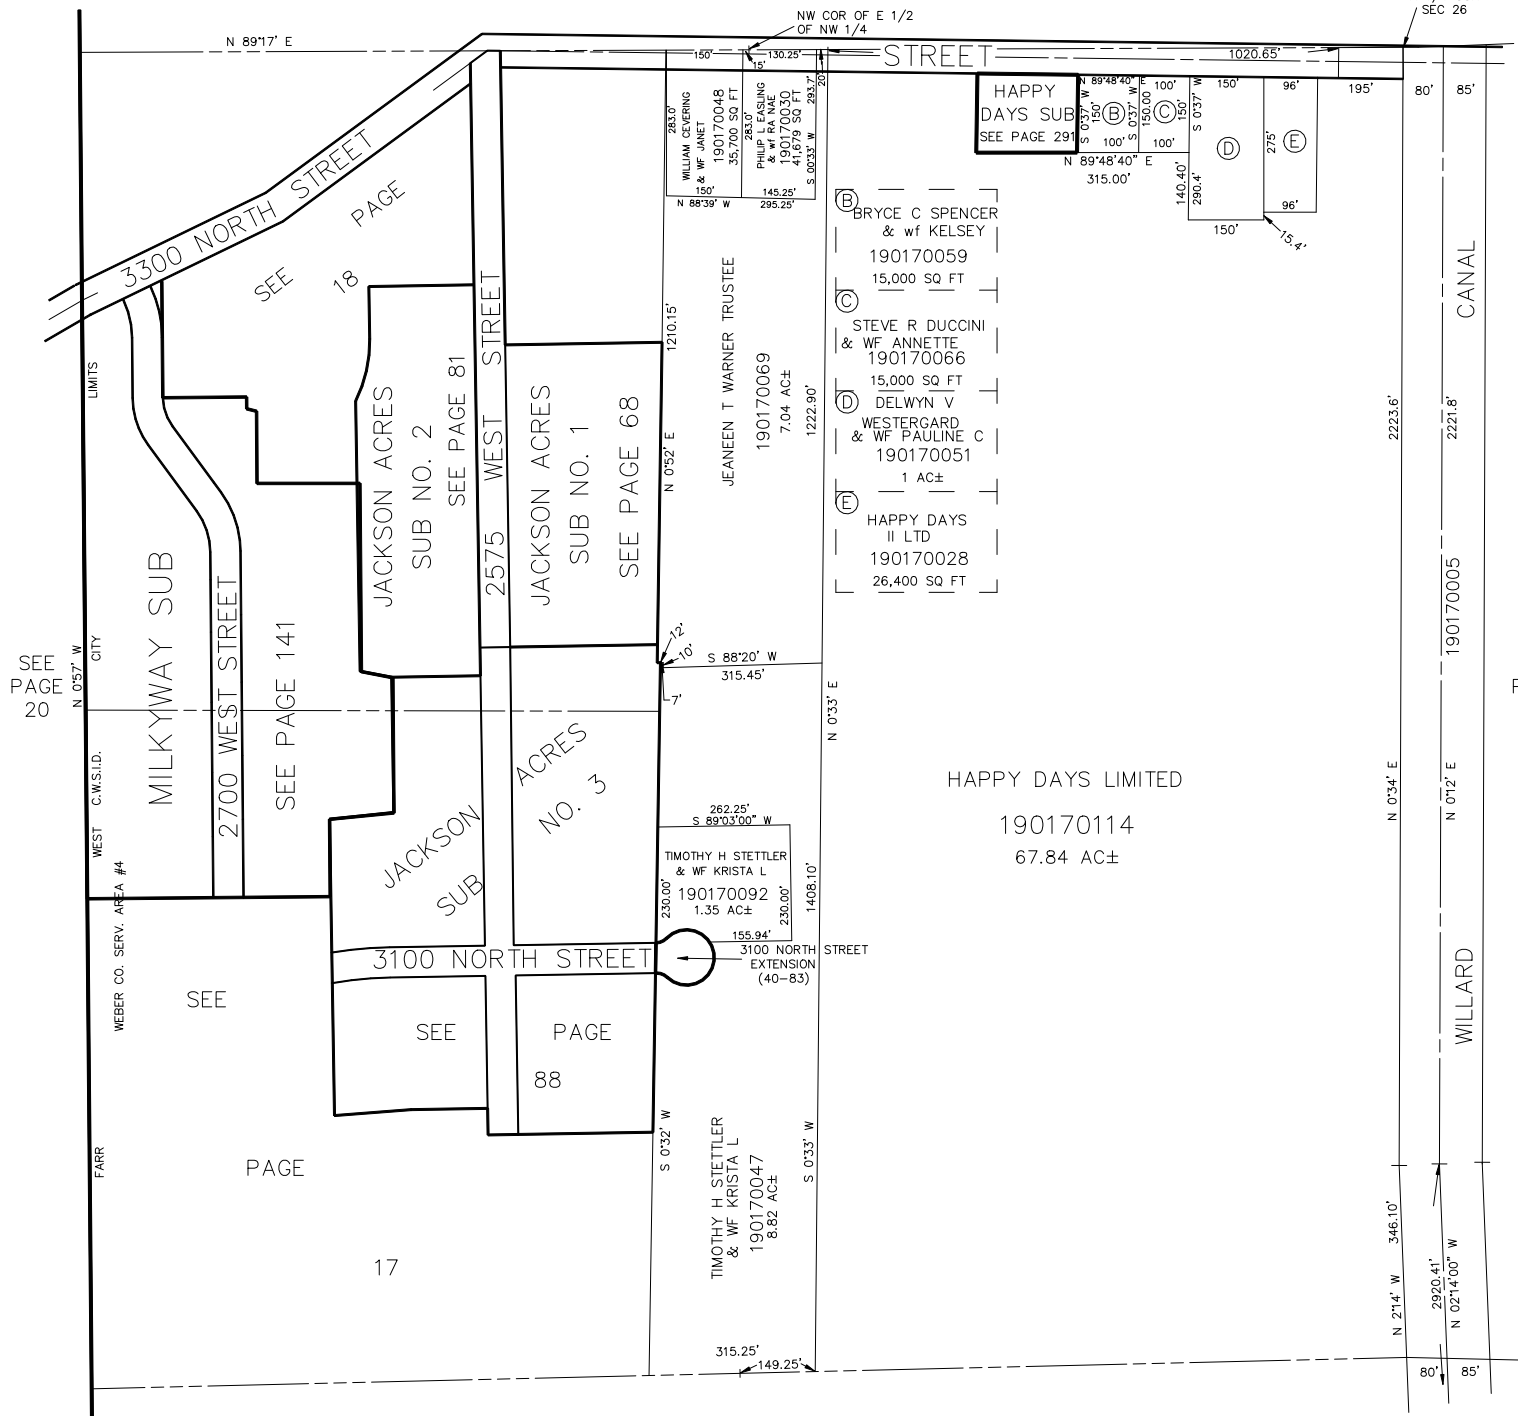 SEC 26
NW COR OF E 1/2
OF NW 1/4
N 89°17' E
STREET
150'
130.25'
15'
20'
1020.65'
150'
96'
195'
80'
85'
3300 NORTH STREET
SEE PAGE
18
283.0'
WILLIAM CEVERING
& WF JANET
190170048
35,700 SQ FT
283.0'
PHILIP L EASLING
& wf RA NAE
190170030
41,679 SQ FT
S 00°33' W 293.7'
150'
145.25'
N 88°39' W
295.25'
HAPPY
DAYS SUB
SEE PAGE 291
N 89°48'40" E
100'
S 0°37' W
150'
B
S 0°37' W
150.00
C
150'
S 0°37' W
100'
100'
N 89°48'40" E
315.00'
140.40'
290.4'
D
150'
15.4'
275'
E
96'
B
BRYCE C SPENCER
& wf KELSEY
190170059
15,000 SQ FT
C
STEVE R DUCCINI
& WF ANNETTE
190170066
15,000 SQ FT
D
DELWYN V
WESTERGARD
& WF PAULINE C
190170051
1 AC±
E
HAPPY DAYS
II LTD
190170028
26,400 SQ FT
JEANEEN T WARNER TRUSTEE
190170069
7.04 AC±
1210.15'
N 0°52' E
1222.90'
2575 WEST STREET
JACKSON ACRES
SUB NO. 2
SEE PAGE 81
JACKSON ACRES
SUB NO. 1
SEE PAGE 68
LIMITS
CITY
C.W.S.I.D.
WEST
WEBER CO. SERV. AREA #4
FARR
SEE
PAGE
20
N 0°57' W
MILKYWAY SUB
2700 WEST STREET
SEE PAGE 141
12'
10'
7'
S 88°20' W
315.45'
N 0°33' E
JACKSON ACRES
SUB NO. 3
262.25'
S 89°03'00" W
TIMOTHY H STETTLER
& WF KRISTA L
190170092
1.35 AC±
230.00'
230.00'
155.94'
1408.10'
3100 NORTH STREET
3100 NORTH STREET
EXTENSION
(40-83)
HAPPY DAYS LIMITED
190170114
67.84 AC±
2223.6'
2221.8'
CANAL
190170005
N 0°34' E
N 0°12' E
WILLARD
SEE
PAGE
17
SEE PAGE
88
S 0°32' W
TIMOTHY H STETTLER
& WF KRISTA L
190170047
8.82 AC±
S 0°33' W
315.25'
149.25'
346.10'
N 2°14' W
2920.41'
N 02°14'00" W
80'
85'